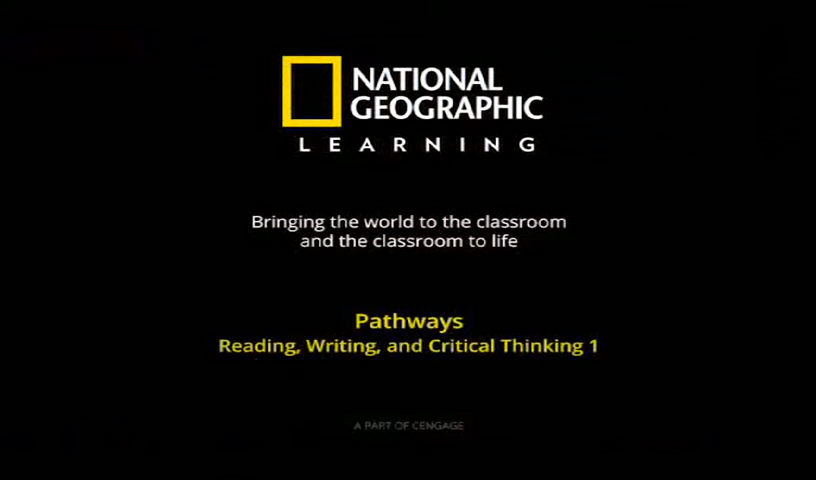 NATIONAL
GEOGRAPHIC
LEARNING
Bringing the world to the classroom
and the classroom to life
Pathways
Reading, Writing, and Critical Thinking 1
A PART OF CENGAGE